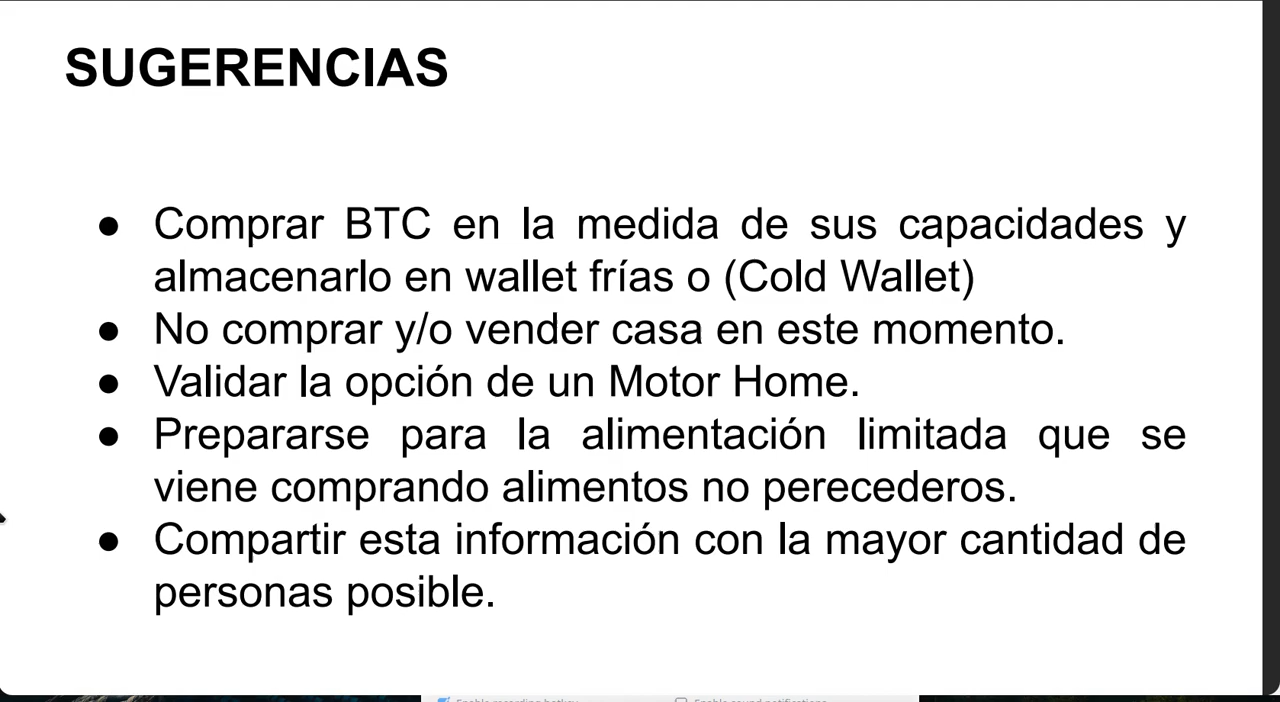 SUGERENCIAS
● Comprar BTC en la medida de sus capacidades y
almacenarlo en wallet frías o (Cold Wallet)
● No comprar y/o vender casa en este momento.
● Validar la opción de un Motor Home.
● Prepararse para la alimentación limitada que se
viene comprando alimentos no perecederos.
● Compartir esta información con la mayor cantidad de
personas posible.